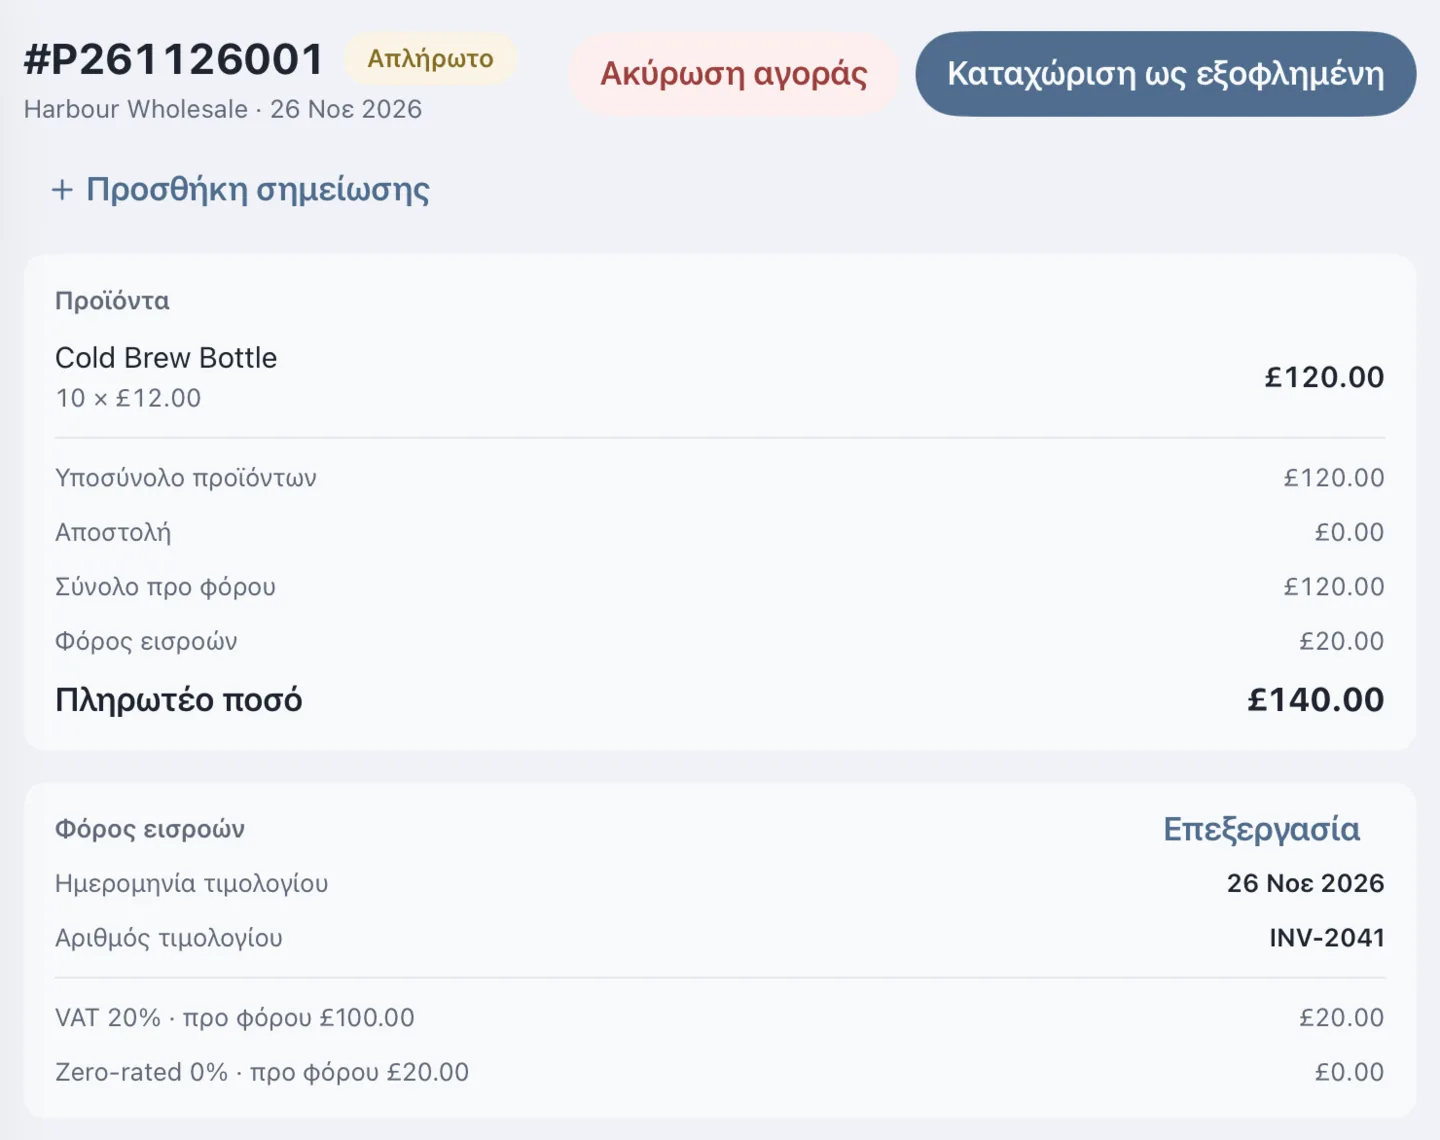 #P261126001
Απλήρωτο
Ακύρωση αγοράς
Καταχώριση ως εξοφλημένη
Harbour Wholesale · 26 Νοε 2026
+ Προσθήκη σημείωσης
Προϊόντα
Cold Brew Bottle
10 × £12.00
£120.00
Υποσύνολο προϊόντων £120.00
Αποστολή £0.00
Σύνολο προ φόρου £120.00
Φόρος εισροών £20.00
Πληρωτέο ποσό £140.00
Φόρος εισροών
Επεξεργασία
Ημερομηνία τιμολογίου 26 Νοε 2026
Αριθμός τιμολογίου INV-2041
VAT 20% · προ φόρου £100.00 £20.00
Zero-rated 0% · προ φόρου £20.00 £0.00